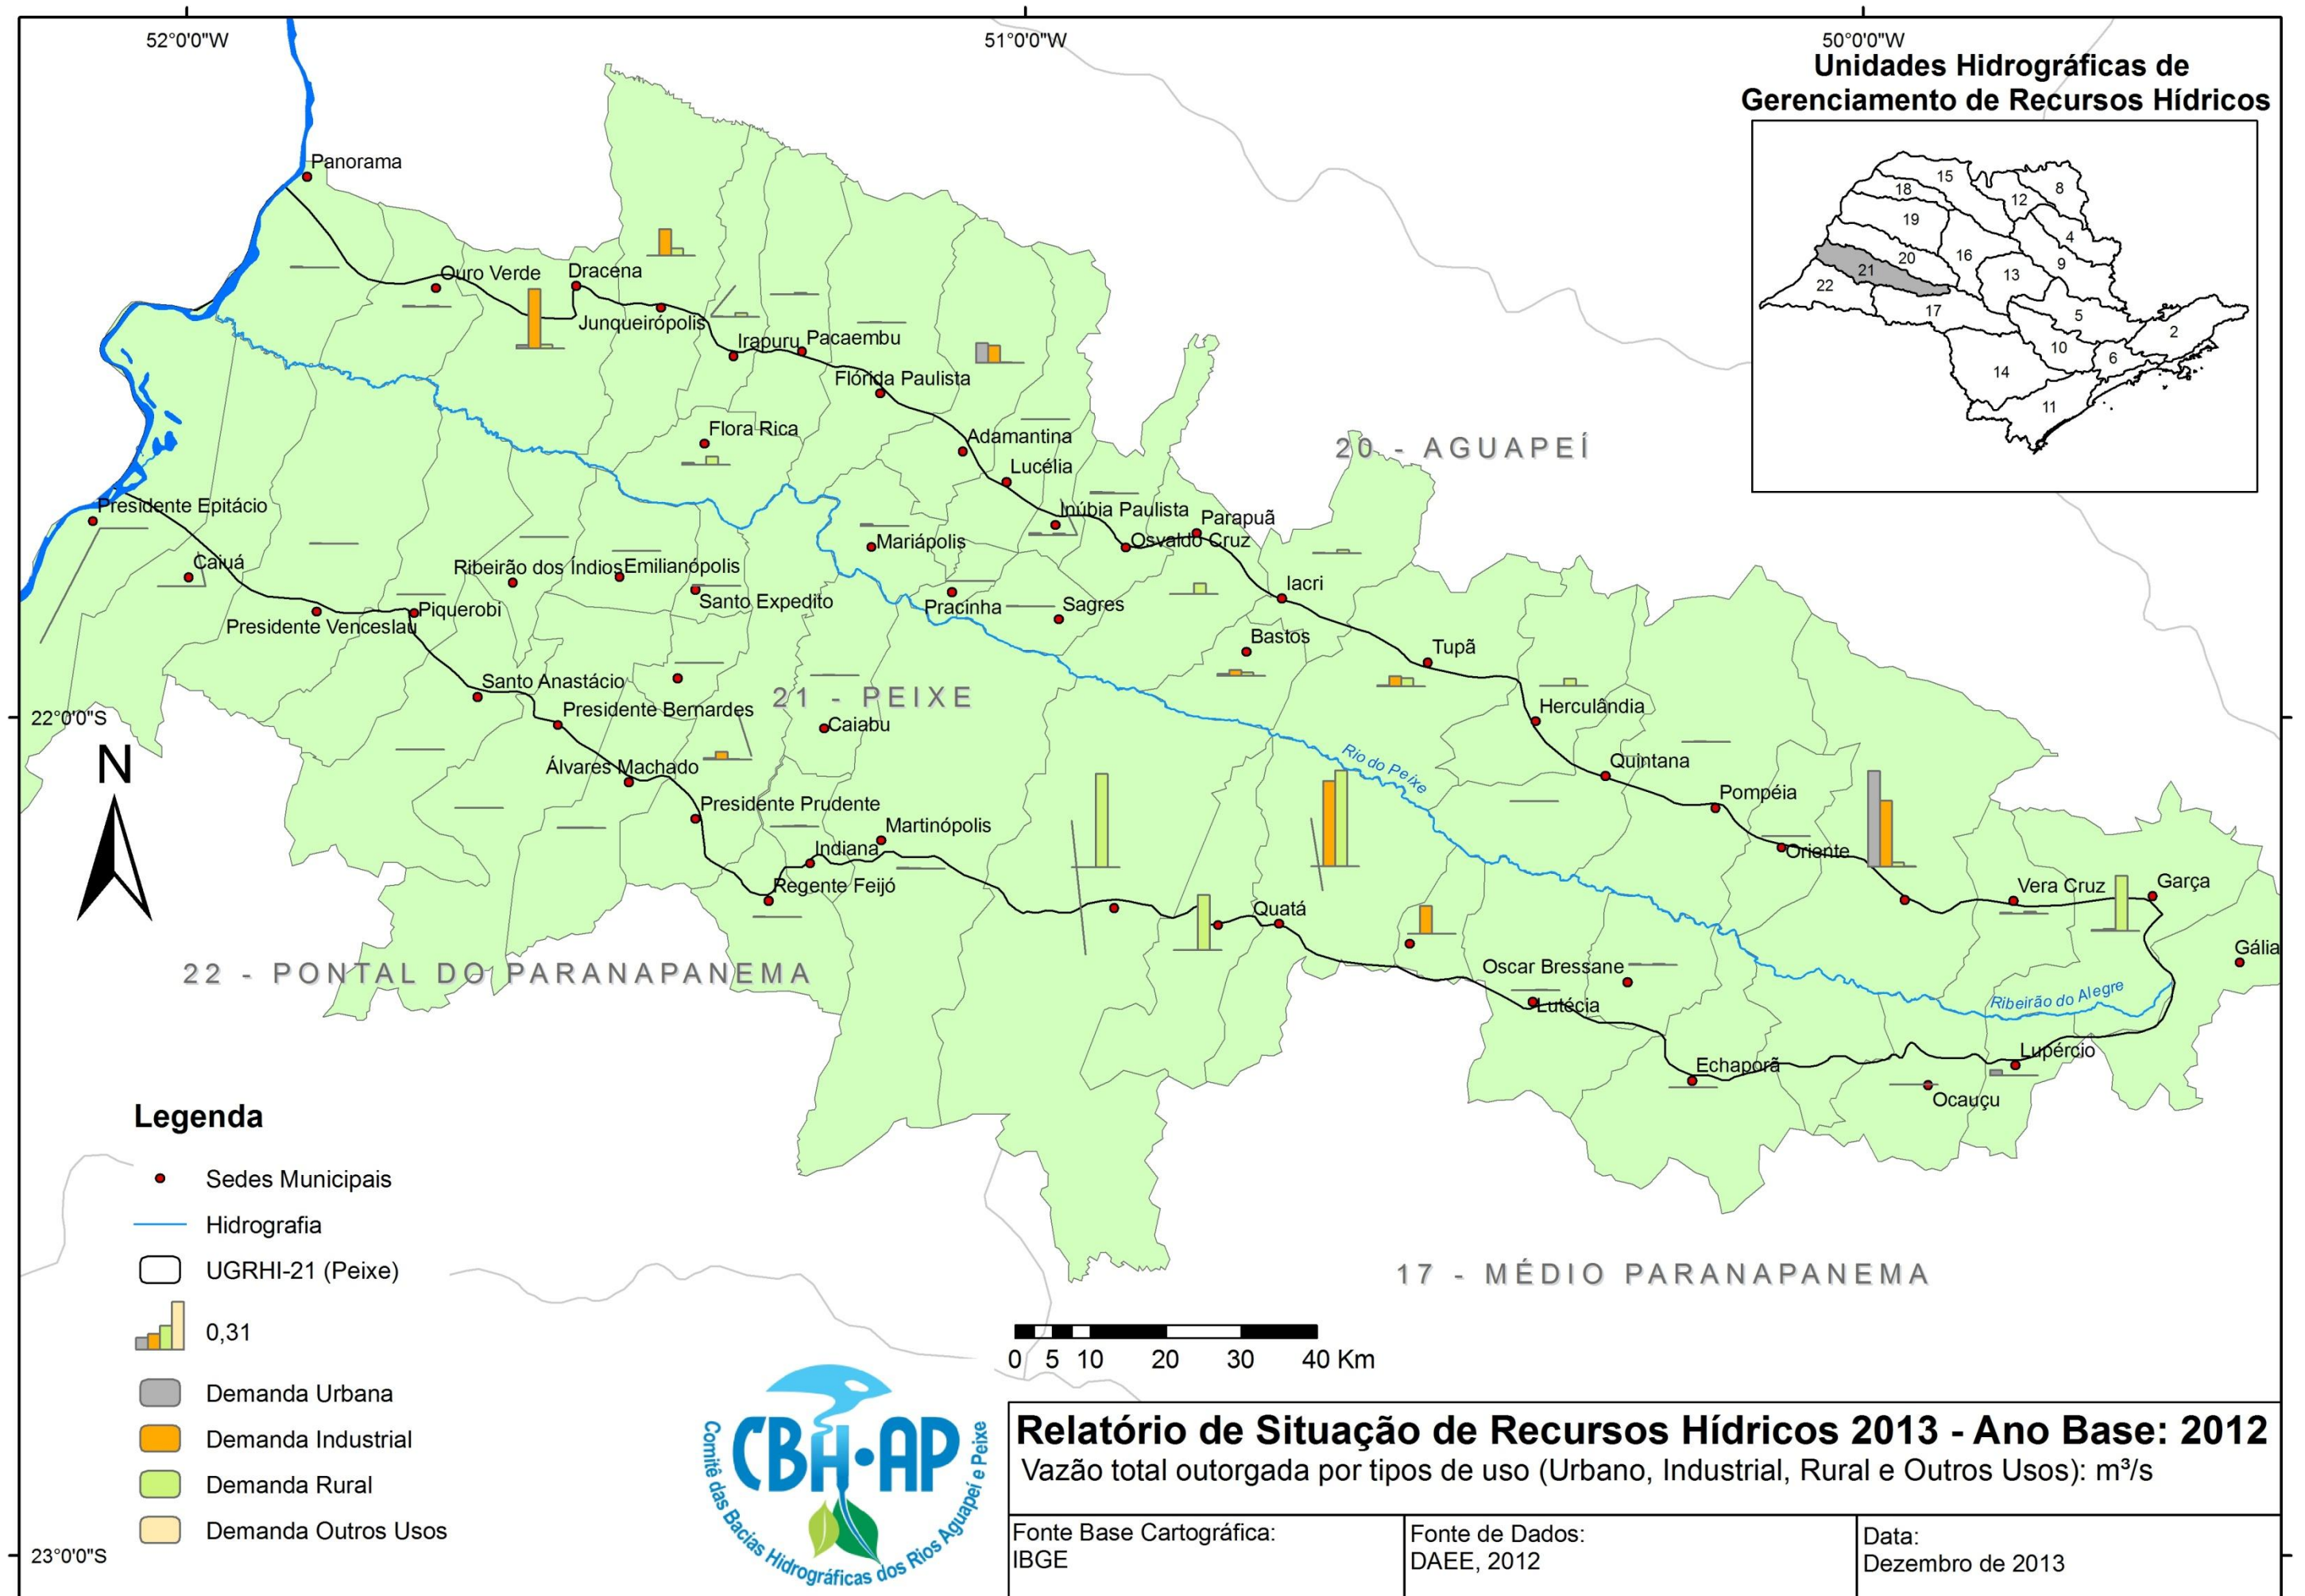 52°0'0"W
51°0'0"W
50°0'0"W
Unidades Hidrográficas de
Gerenciamento de Recursos Hídricos
15
18
8
12
19
4
16
20
9
21
13
22
17
5
2
10
6
14
11
Panorama
Ouro Verde
Dracena
Junqueirópolis
Irapuru
Pacaembu
Flórida Paulista
Flora Rica
Adamantina
Lucélia
20 - AGUAPEÍ
Presidente Epitácio
Inúbia Paulista
Parapuã
Mariápolis
Osvaldo Cruz
Caiuá
Ribeirão dos Índios
Emilianópolis
Iacri
Santo Expedito
Pracinha
Sagres
Piquerobi
Presidente Venceslau
Bastos
Tupã
Santo Anastácio
21 - PEIXE
Presidente Bernardes
Caiabu
Herculândia
22°0'0"S
N
Rio do Peixe
Quintana
Álvares Machado
Pompéia
Presidente Prudente
Martinópolis
Indiana
Oriente
Regente Feijó
Vera Cruz
Garça
Quatá
Gália
22 - PONTAL DO PARANAPANEMA
Oscar Bressane
Lutécia
Ribeirão do Alegre
Lupércio
Echaporã
Ocauçu
17 - MÉDIO PARANAPANEMA
Legenda
Sedes Municipais
Hidrografia
UGRHI-21 (Peixe)
0,31
Demanda Urbana
Demanda Industrial
Demanda Rural
Demanda Outros Usos
23°0'0"S
0 5 10 20 30 40 Km
CBH·AP
Comitê das Bacias Hidrográficas dos Rios Aguapeí e Peixe
Relatório de Situação de Recursos Hídricos 2013 - Ano Base: 2012
Vazão total outorgada por tipos de uso (Urbano, Industrial, Rural e Outros Usos): m³/s
Fonte Base Cartográfica:
IBGE
Fonte de Dados:
DAEE, 2012
Data:
Dezembro de 2013